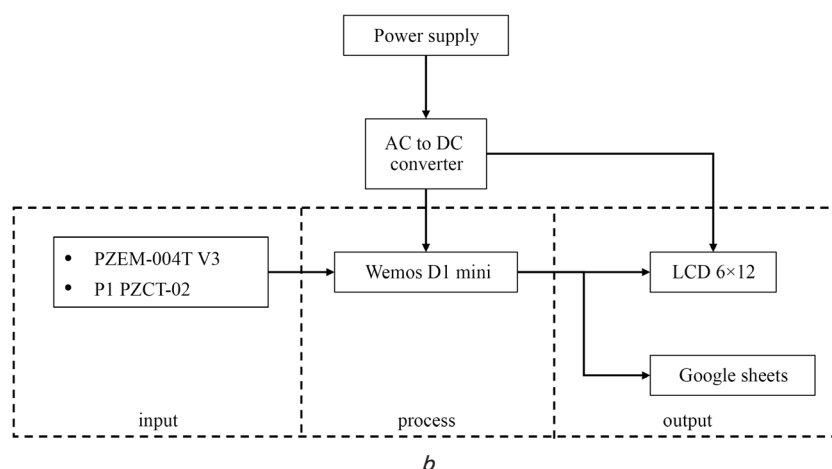 Power supply
AC to DC
converter
• PZEM-004T V3
• P1 PZCT-02
Wemos D1 mini
LCD 6×12
Google sheets
input
process
output
b